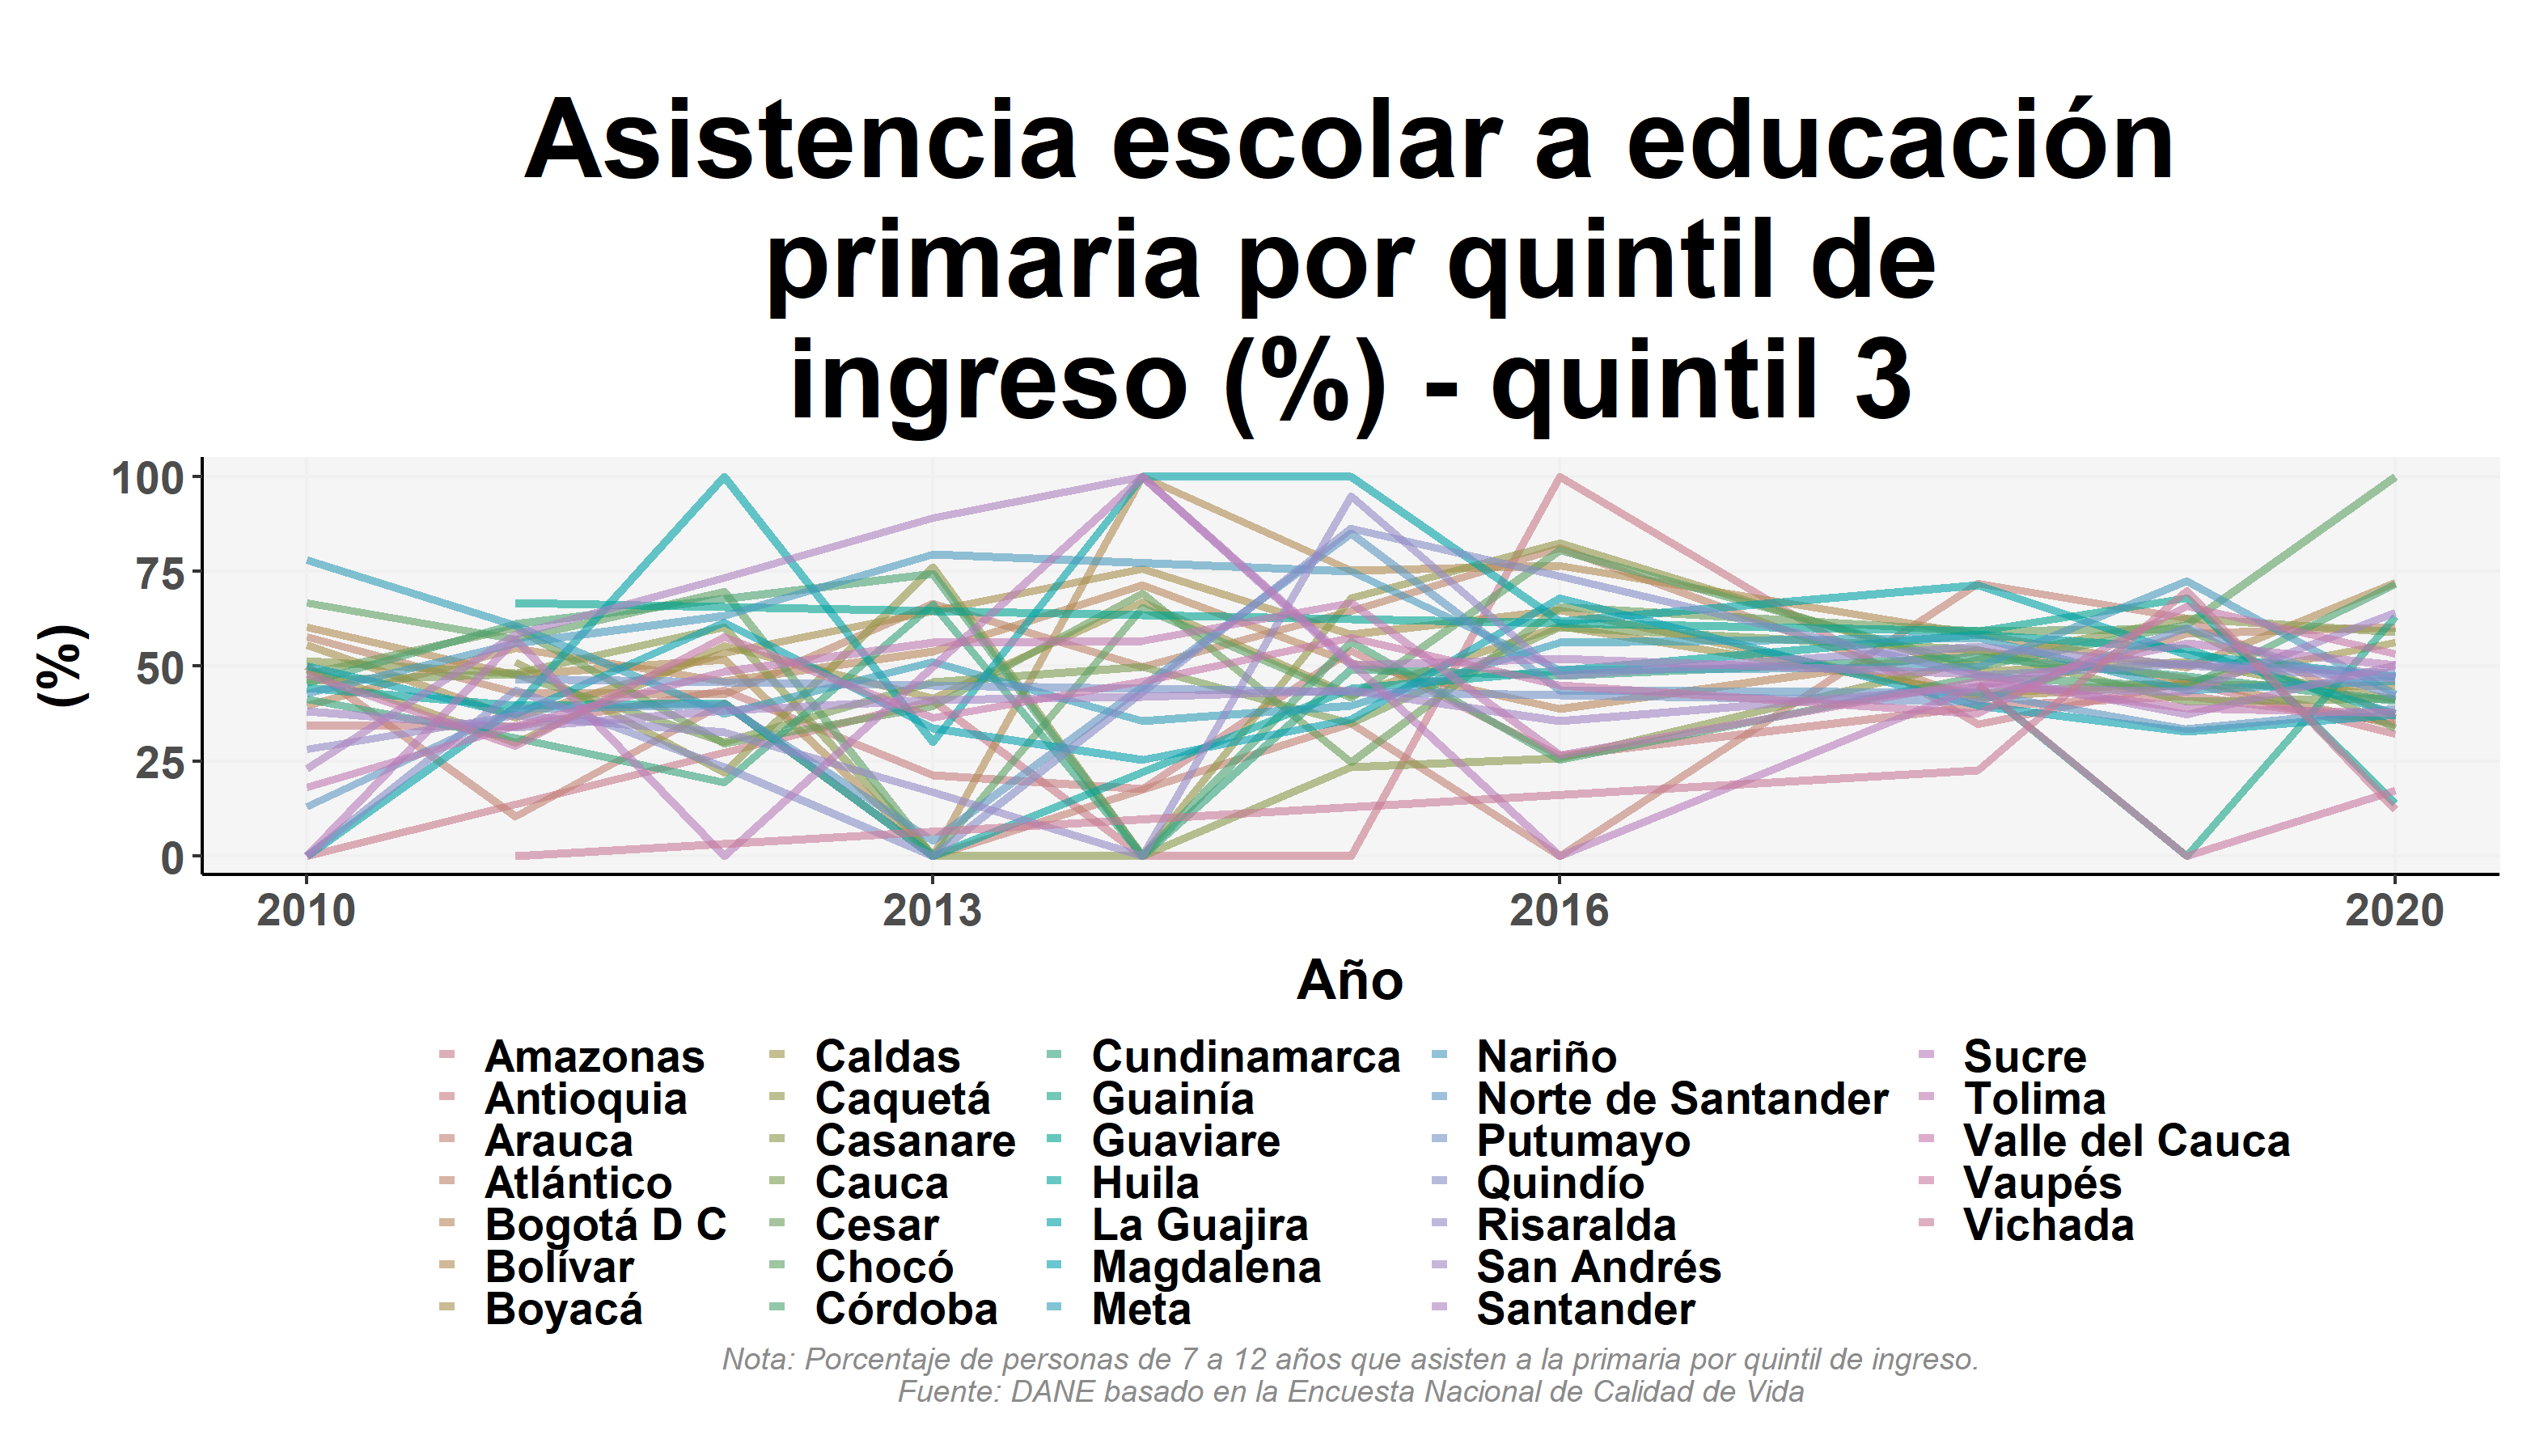 Asistencia escolar a educación
primaria por quintil de
ingreso (%) - quintil 3
(%)
100
75
50
25
0
2010
2013
2016
2020
Año
Amazonas
Antioquia
Arauca
Atlántico
Bogotá D C
Bolívar
Boyacá
Caldas
Caquetá
Casanare
Cauca
Cesar
Chocó
Córdoba
Cundinamarca
Guainía
Guaviare
Huila
La Guajira
Magdalena
Meta
Nariño
Norte de Santander
Putumayo
Quindío
Risaralda
San Andrés
Santander
Sucre
Tolima
Valle del Cauca
Vaupés
Vichada
Nota: Porcentaje de personas de 7 a 12 años que asisten a la primaria por quintil de ingreso.
Fuente: DANE basado en la Encuesta Nacional de Calidad de Vida